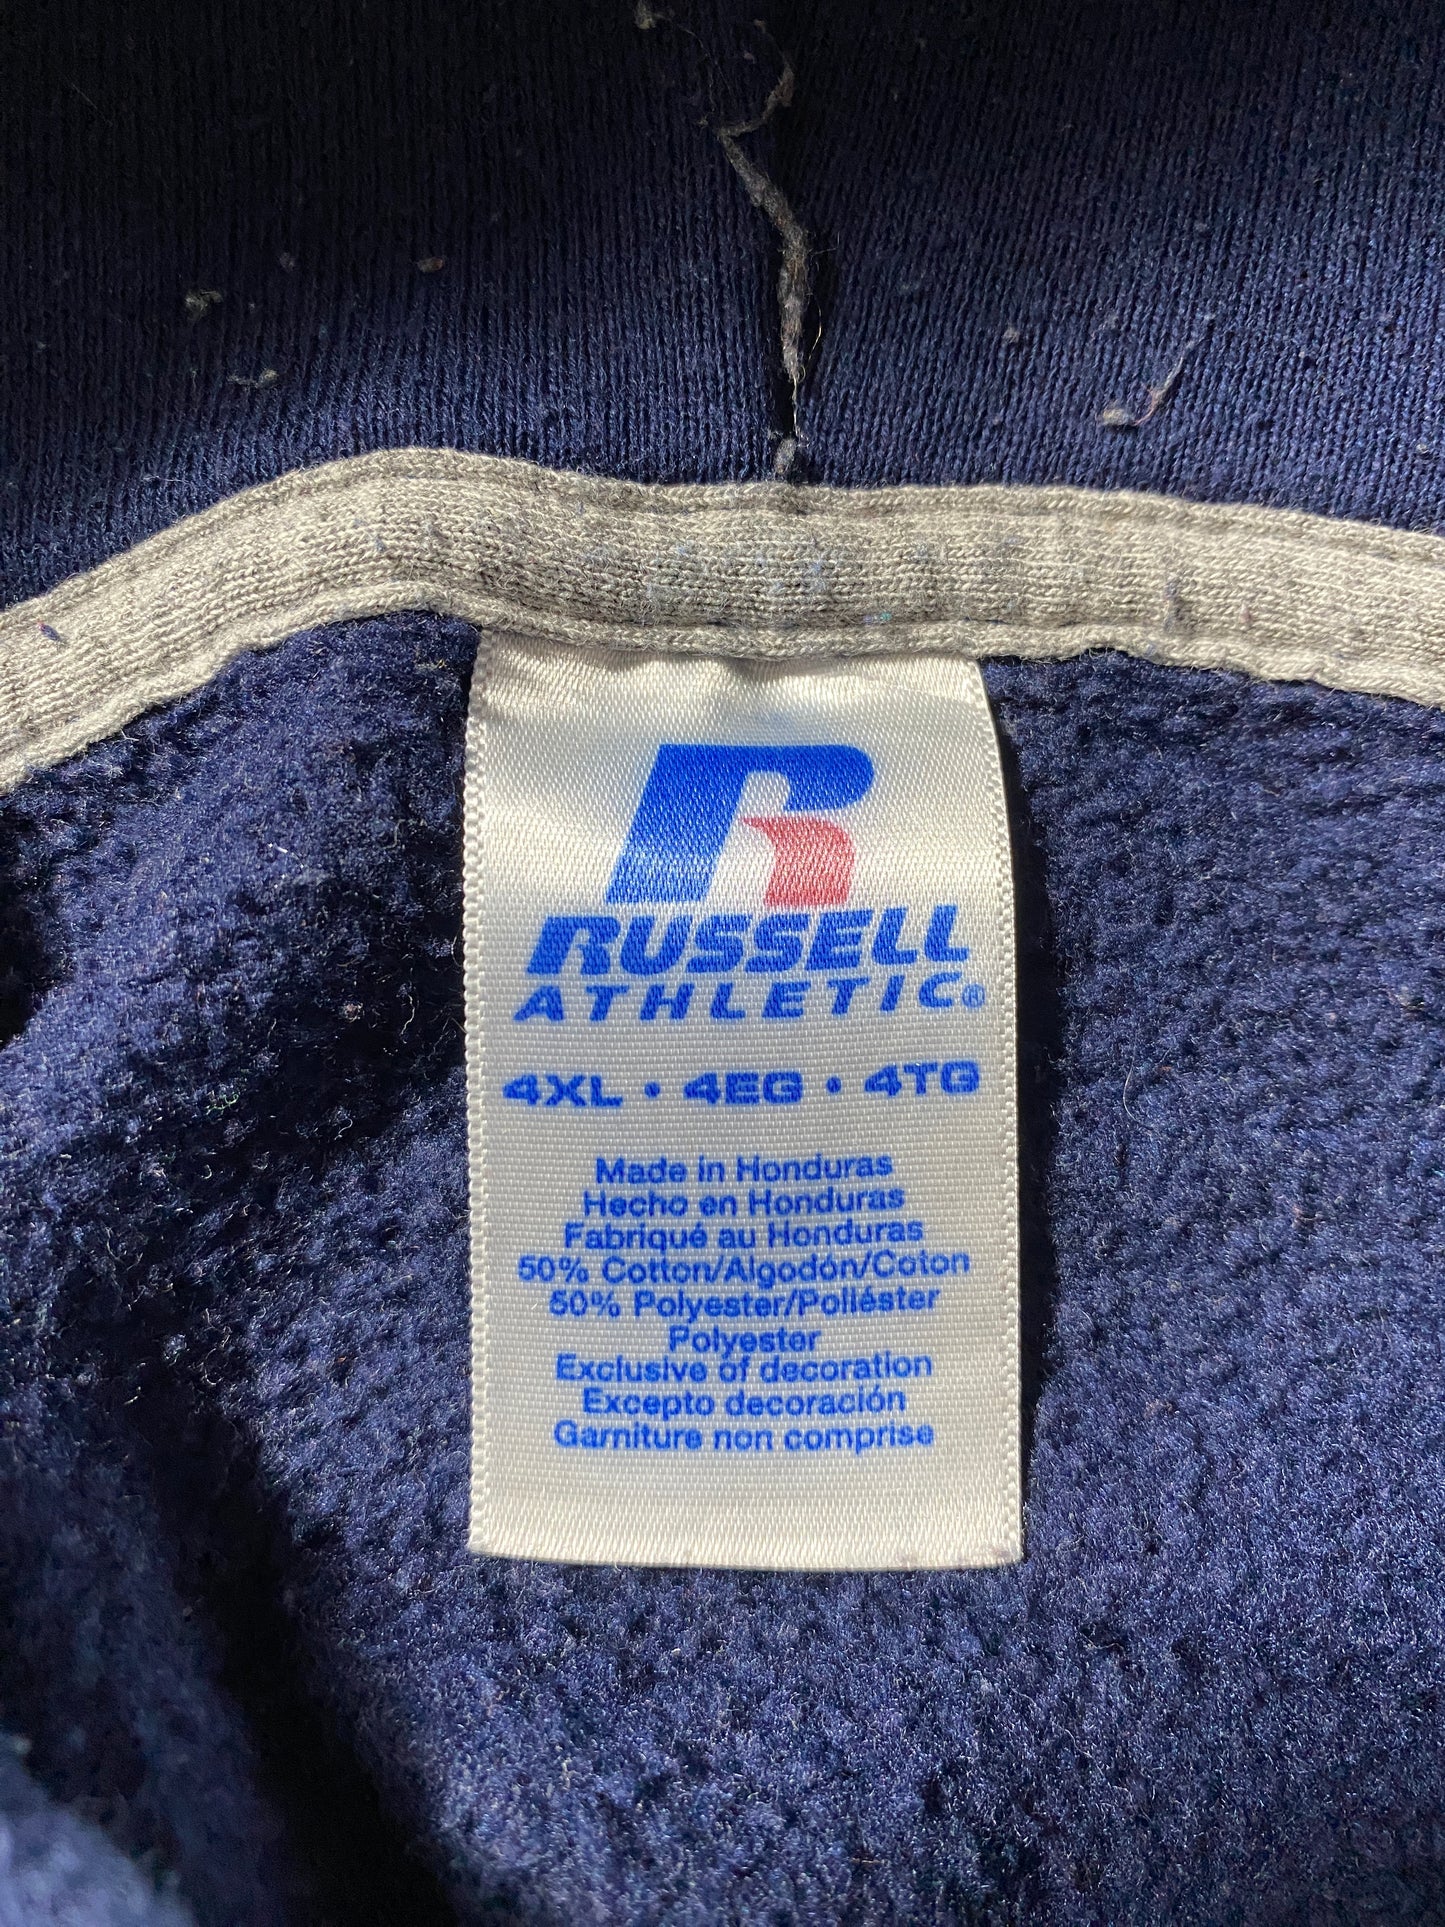 R
RUSSELL
ATHLETIC®
4XL • 4EG • 4TG
Made in Honduras
Hecho en Honduras
Fabriqué au Honduras
50% Cotton/Algodón/Coton
50% Polyester/Poliéster
Polyester
Exclusive of decoration
Excepto decoración
Garniture non comprise